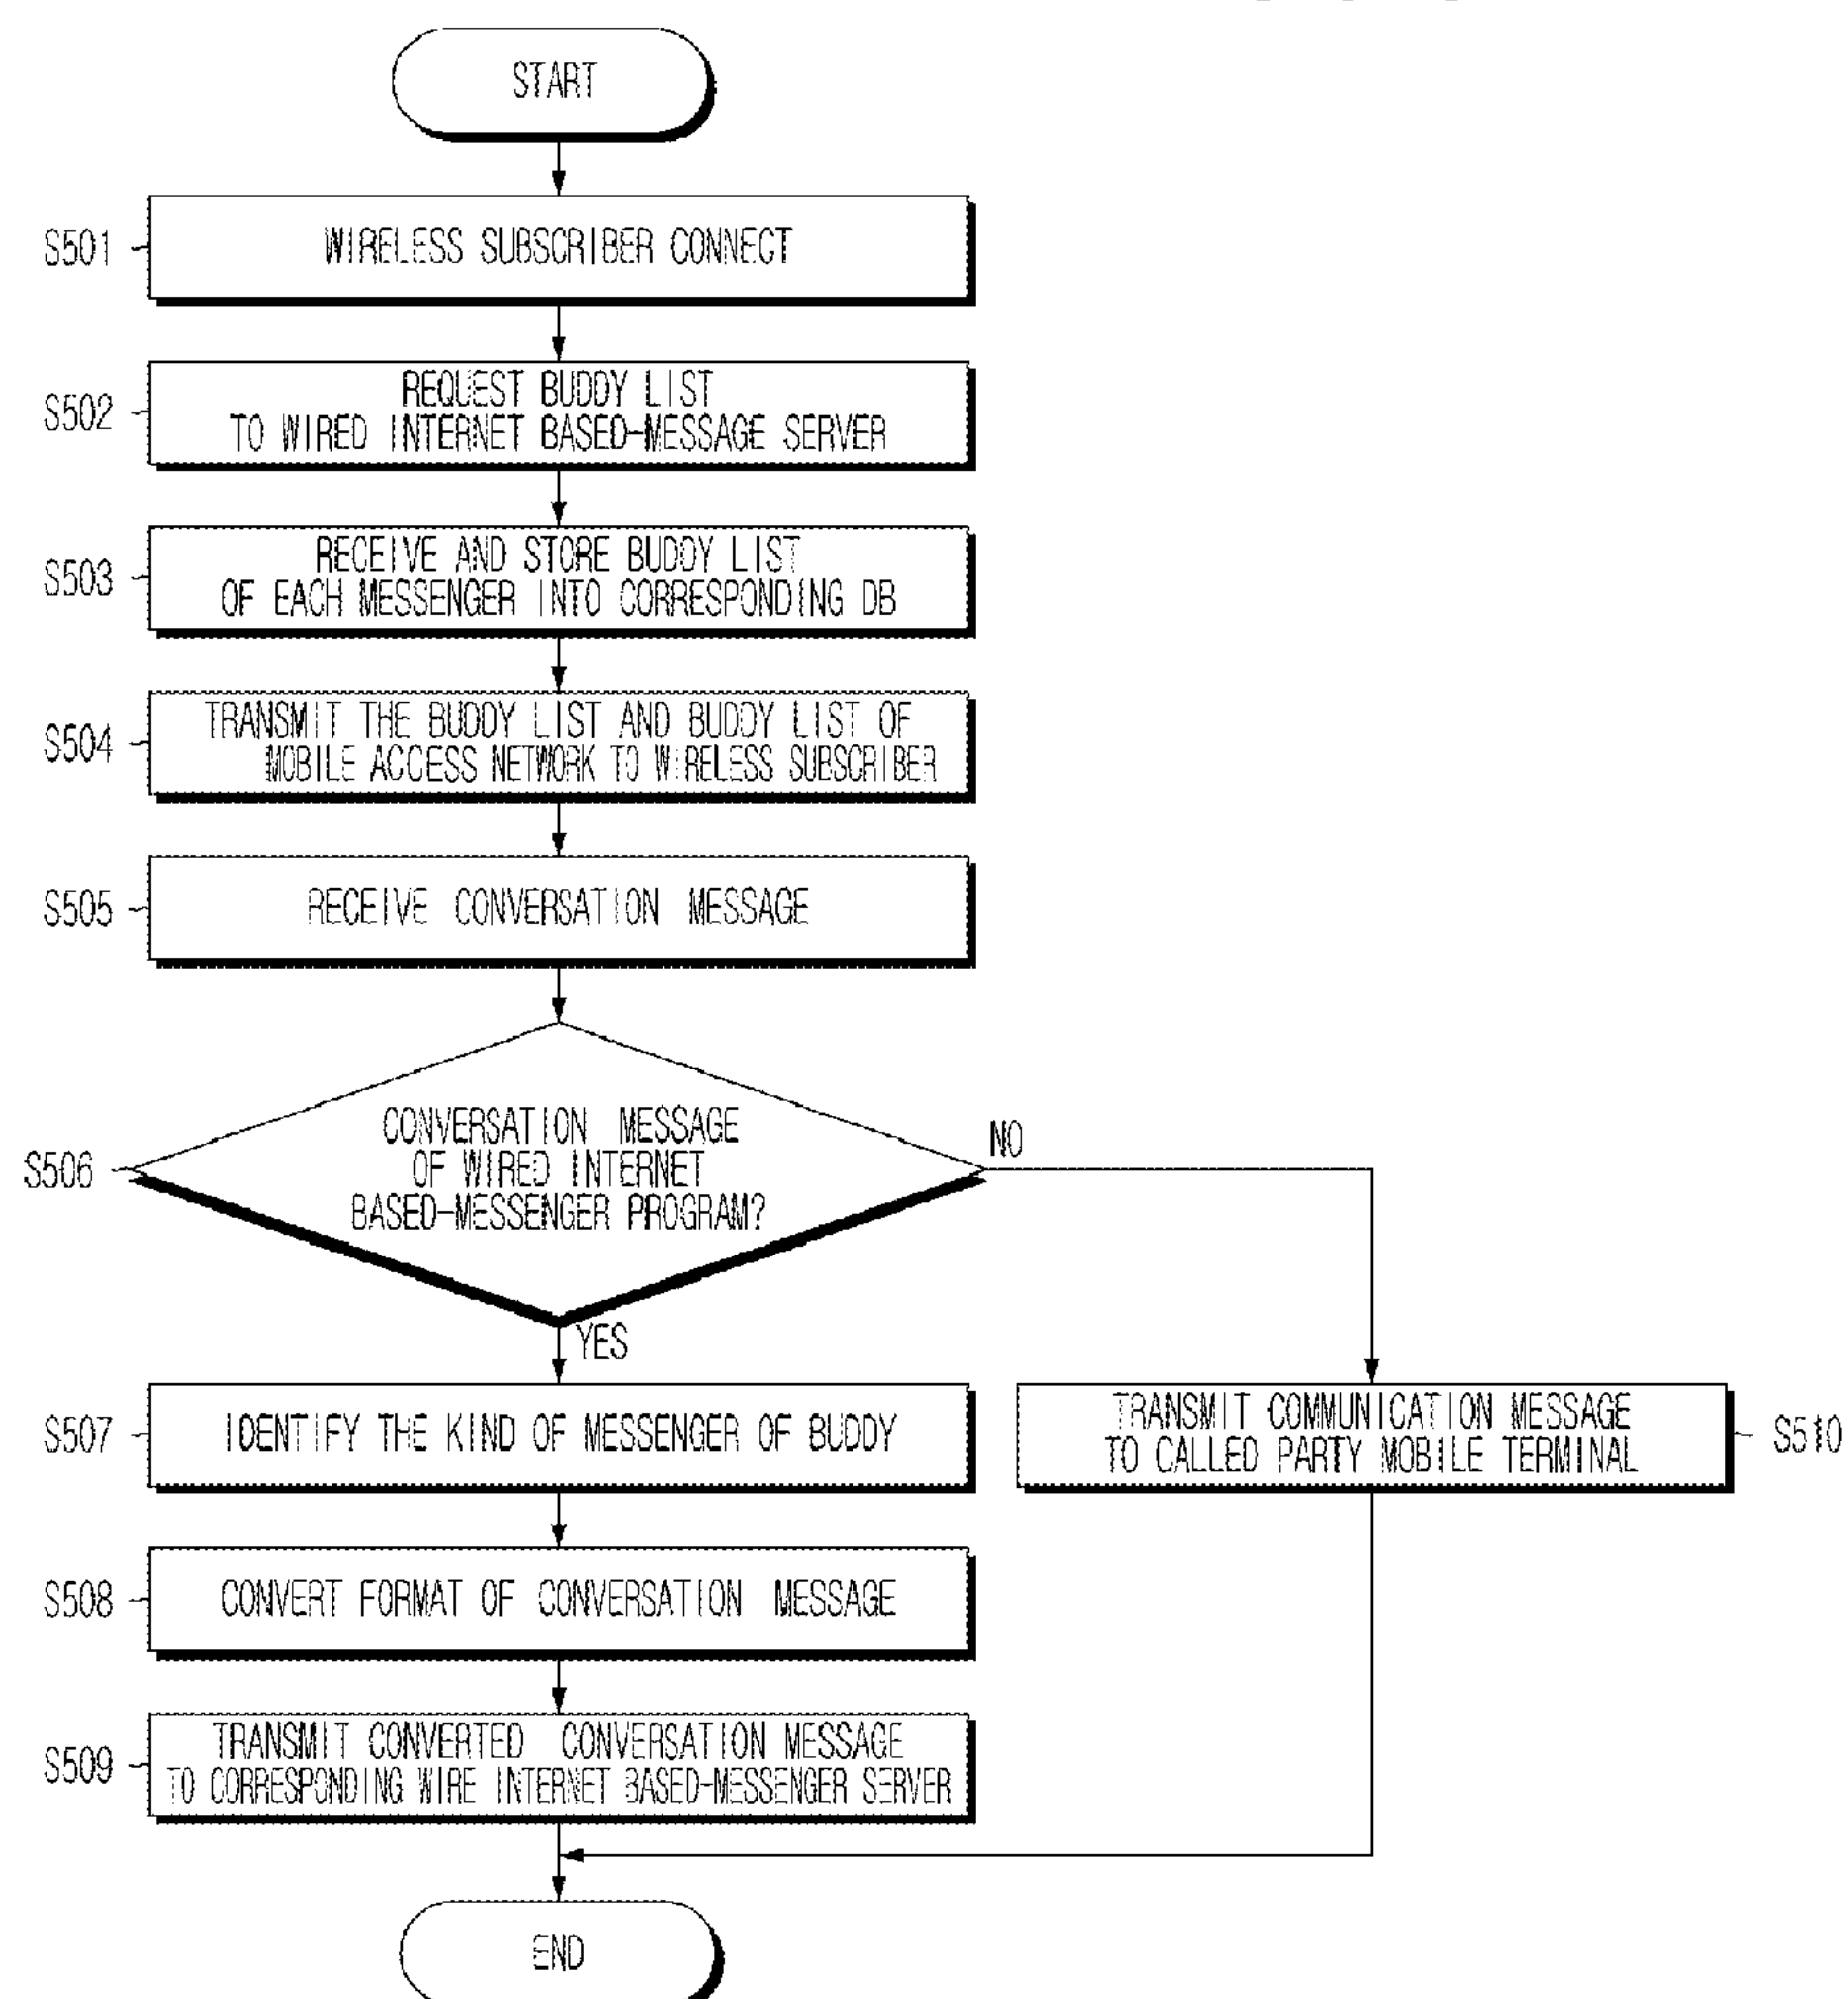 START
S501
WIRELESS SUBSCRIBER CONNECT
S502
REQUEST BUDDY LIST
TO WIRED INTERNET BASED-MESSAGE SERVER
S503
RECEIVE AND STORE BUDDY LIST
OF EACH MESSENGER INTO CORRESPONDING DB
S504
TRANSMIT THE BUDDY LIST AND BUDDY LIST OF
MOBILE ACCESS NETWORK TO WIRELESS SUBSCRIBER
S505
RECEIVE CONVERSATION MESSAGE
S506
CONVERSATION MESSAGE
OF WIRED INTERNET
BASED-MESSENGER PROGRAM?
NO
YES
S507
IDENTIFY THE KIND OF MESSENGER OF BUDDY
TRANSMIT COMMUNICATION MESSAGE
TO CALLED PARTY MOBILE TERMINAL
S510
S508
CONVERT FORMAT OF CONVERSATION MESSAGE
S509
TRANSMIT CONVERTED CONVERSATION MESSAGE
TO CORRESPONDING WIRE INTERNET BASED-MESSENGER SERVER
END